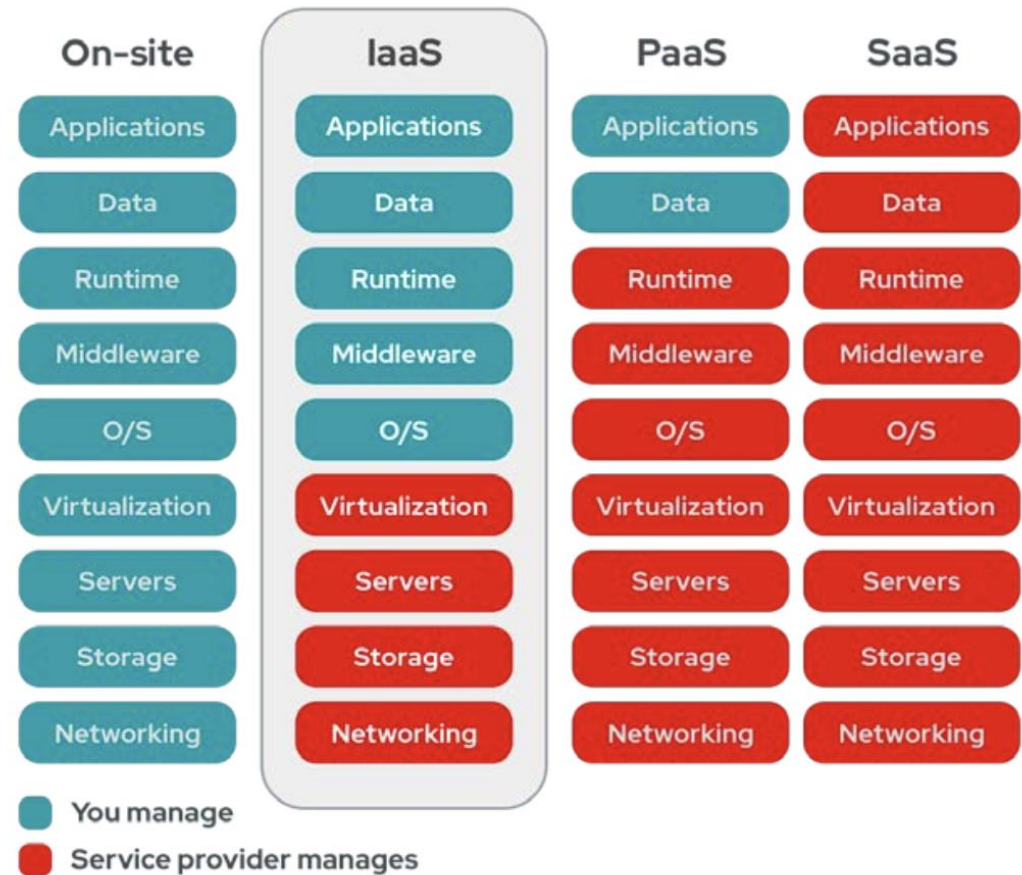 On-site IaaS PaaS SaaS
Applications Applications Applications Applications
Data Data Data Data
Runtime Runtime Runtime Runtime
Middleware Middleware Middleware Middleware
O/S O/S O/S O/S
Virtualization Virtualization Virtualization Virtualization
Servers Servers Servers Servers
Storage Storage Storage Storage
Networking Networking Networking Networking
You manage
Service provider manages